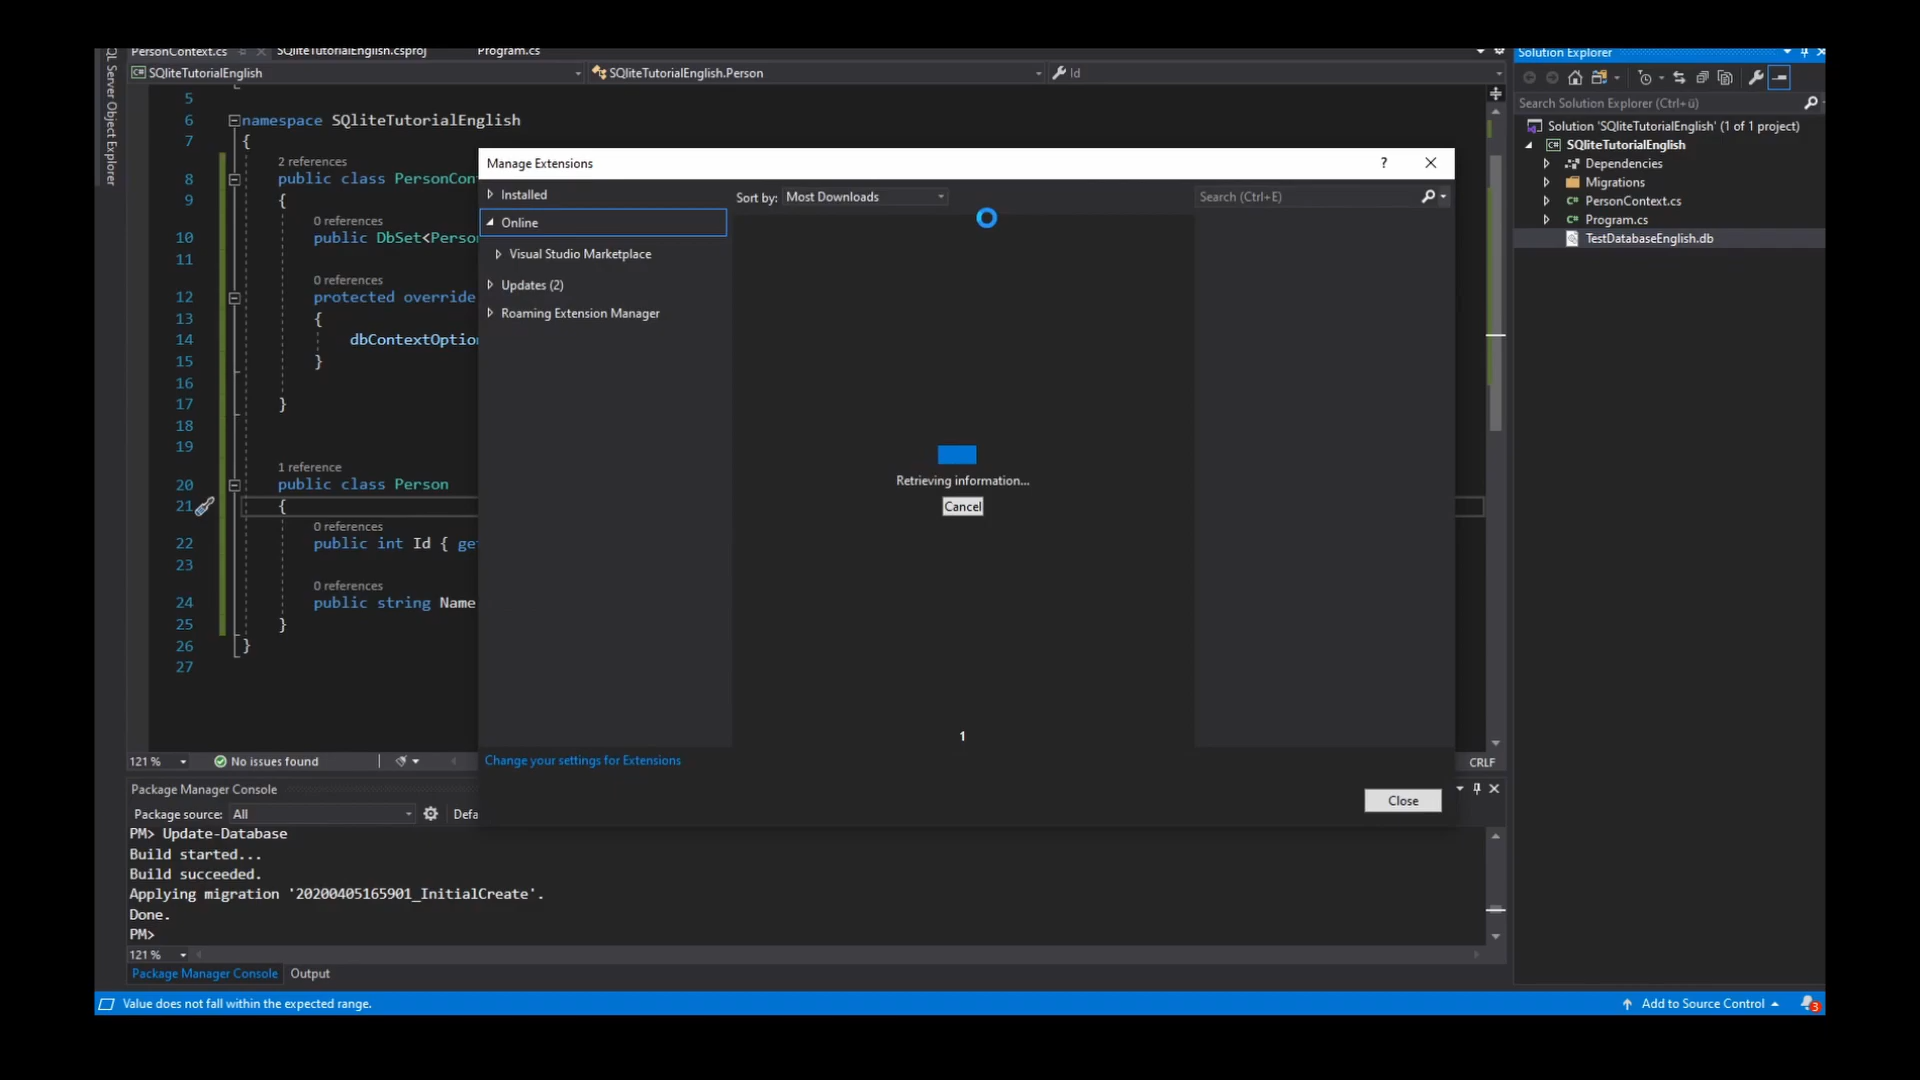 PersonContext.cs
SQliteTutorialEnglish.csproj
Program.cs
SQL Server Object Explorer
SQliteTutorialEnglish
SQliteTutorialEnglish.Person
Id
5
6 namespace SQliteTutorialEnglish
7 {
2 references
8 public class PersonCon
9 {
0 references
10 public DbSet<Person
11
0 references
12 protected override
13 {
14 dbContextOption
15 }
16
17 }
18
19
1 reference
20 public class Person
21 {
0 references
22 public int Id { get
23
0 references
24 public string Name
25 }
26 }
27
121 %
No issues found
CRLF
Manage Extensions
?
Installed
Online
Visual Studio Marketplace
Updates (2)
Roaming Extension Manager
Sort by: Most Downloads
Search (Ctrl+E)
Retrieving information...
Cancel
1
Change your settings for Extensions
Close
Solution Explorer
Search Solution Explorer (Ctrl+ü)
Solution 'SQliteTutorialEnglish' (1 of 1 project)
SQliteTutorialEnglish
Dependencies
Migrations
PersonContext.cs
Program.cs
TestDatabaseEnglish.db
Package Manager Console
Package source: All
Defa
PM> Update-Database
Build started...
Build succeeded.
Applying migration '20200405165901_InitialCreate'.
Done.
PM>
121 %
Package Manager Console
Output
Value does not fall within the expected range.
Add to Source Control
3